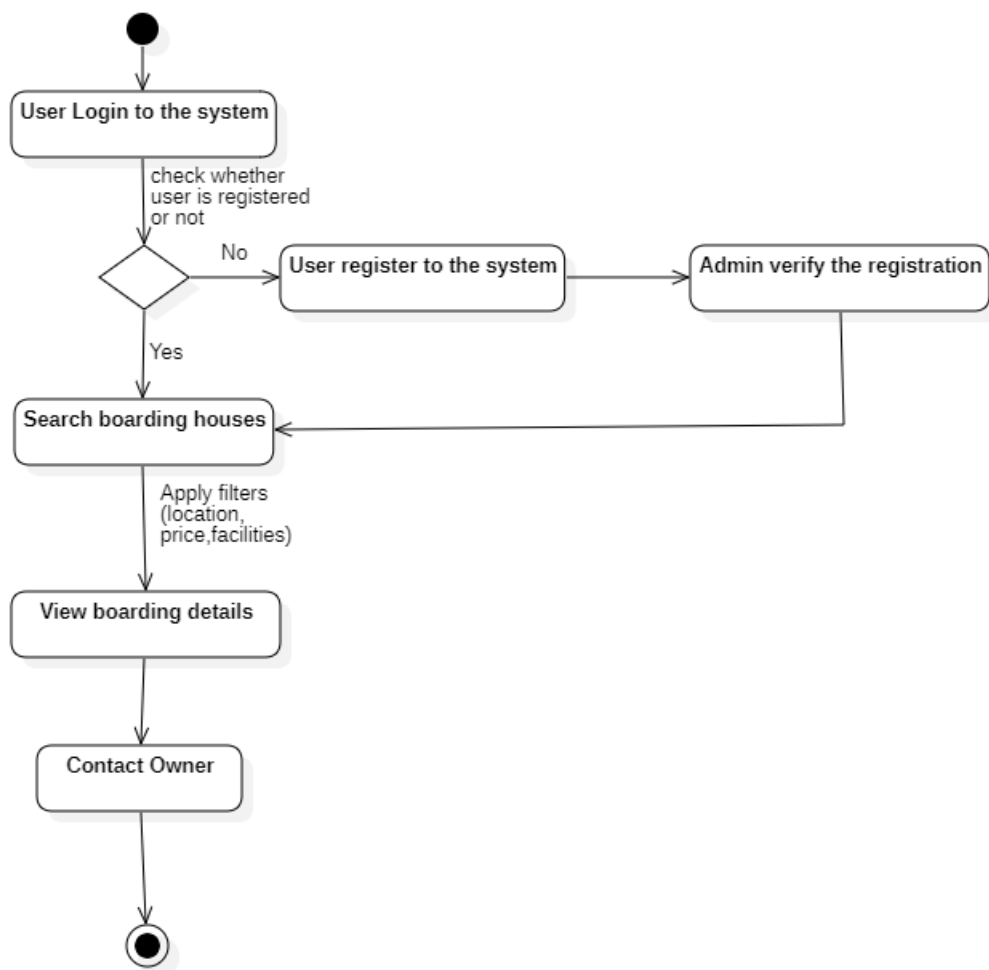 User Login to the system
check whether
user is registered
or not
No
User register to the system
Admin verify the registration
Yes
Search boarding houses
Apply filters
(location,
price,facilities)
View boarding details
Contact Owner